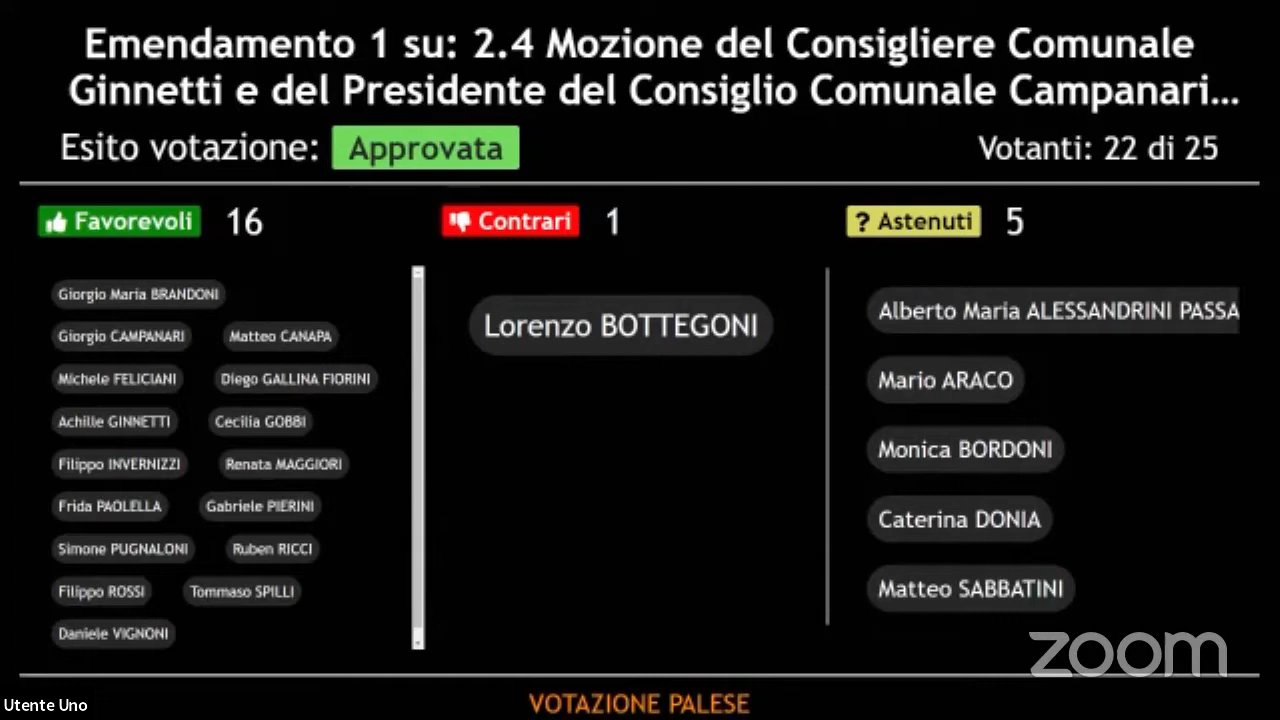 Emendamento 1 su: 2.4 Mozione del Consigliere Comunale
Ginnetti e del Presidente del Consiglio Comunale Campanari...
Esito votazione: Approvata Votanti: 22 di 25
Favorevoli 16
Giorgio Maria BRANDONI
Giorgio CAMPANARI Matteo CANAPA
Michele FELICIANI Diego GALLINA FIORINI
Achille GINNETTI Cecilia GOBBI
Filippo INVERNIZZI Renata MAGGIORI
Frida PAOLELLA Gabriele PIERINI
Simone PUGNALONI Ruben RICCI
Filippo ROSSI Tommaso SPILLI
Daniele VIGNONI
Contrari 1
Lorenzo BOTTEGONI
? Astenuti 5
Alberto Maria ALESSANDRINI PASSA
Mario ARACO
Monica BORDONI
Caterina DONIA
Matteo SABBATINI
zoom
Utente Uno
VOTAZIONE PALESE